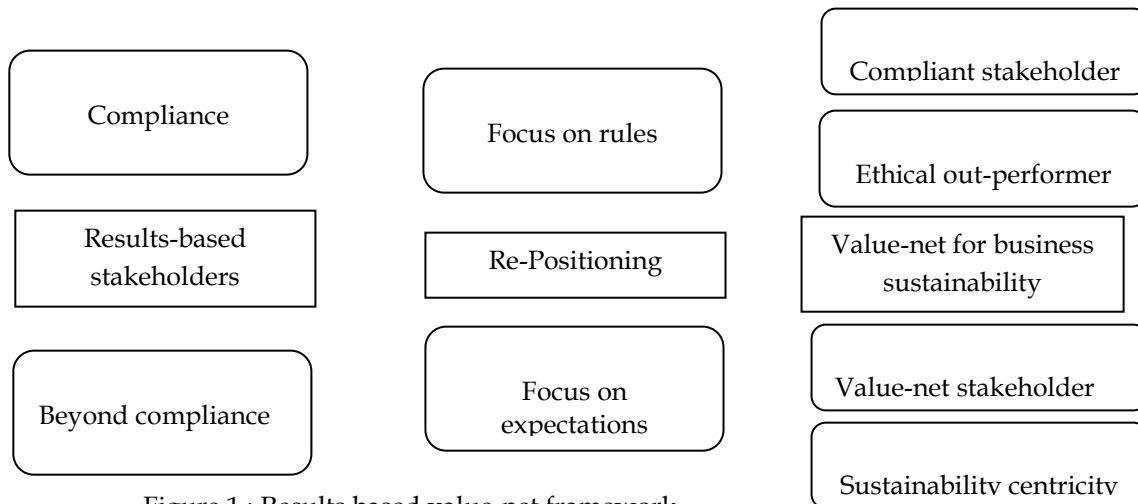 Compliance
Results-based
stakeholders
Beyond compliance
Focus on rules
Re-Positioning
Focus on
expectations
Compliant stakeholder
Ethical out-performer
Value-net for business
sustainability
Value-net stakeholder
Sustainability centricity
Figure 1.: Results based value-net framework